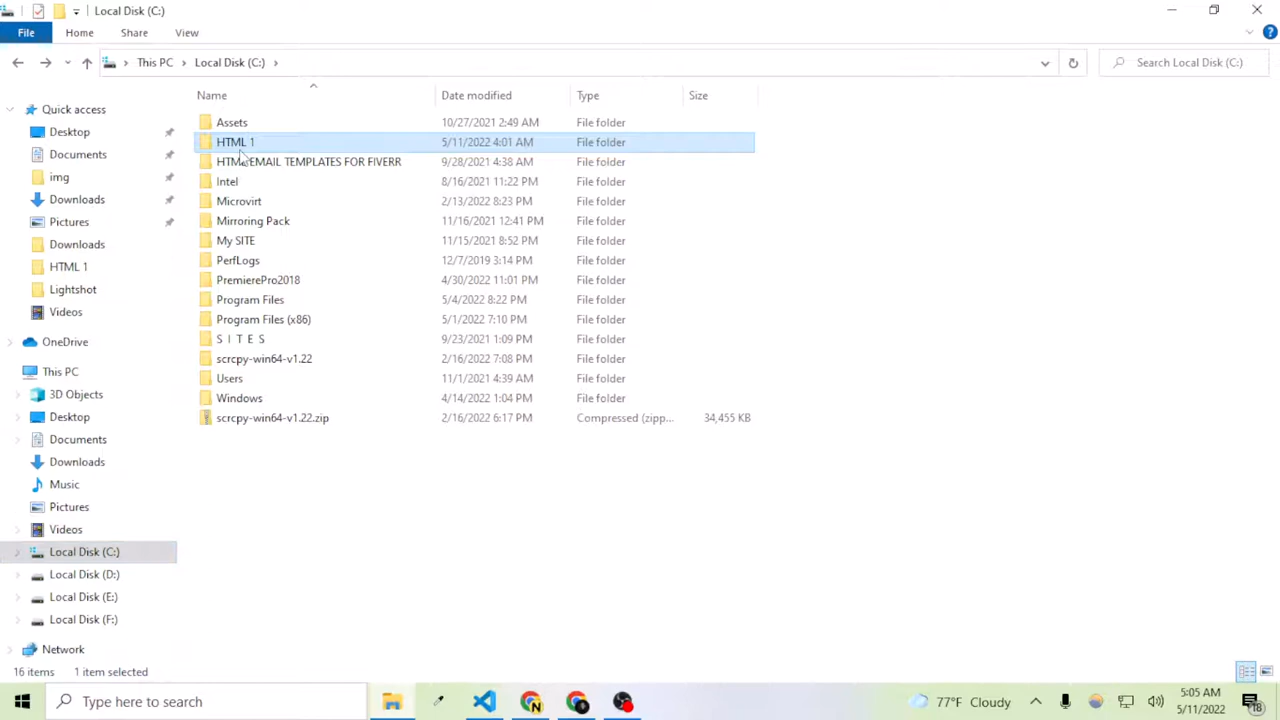 Local Disk (C:)
File Home Share View
This PC Local Disk (C:) Search Local Disk (C:)
Name Date modified Type Size
Quick access
Desktop
Documents
img
Downloads
Pictures
Downloads
HTML 1
Lightshot
Videos
OneDrive
This PC
3D Objects
Desktop
Documents
Downloads
Music
Pictures
Videos
Local Disk (C:)
Local Disk (D:)
Local Disk (E:)
Local Disk (F:)
Network
Assets 10/27/2021 2:49 AM File folder
HTML 1 5/11/2022 4:01 AM File folder
HTML EMAIL TEMPLATES FOR FIVERR 9/28/2021 4:38 AM File folder
Intel 8/16/2021 11:22 PM File folder
Microvirt 2/13/2022 8:23 PM File folder
Mirroring Pack 11/16/2021 12:41 PM File folder
My SITE 11/15/2021 8:52 PM File folder
PerfLogs 12/7/2019 3:14 PM File folder
PremierePro2018 4/30/2022 11:01 PM File folder
Program Files 5/4/2022 8:22 PM File folder
Program Files (x86) 5/1/2022 7:10 PM File folder
S I T E S 9/23/2021 1:09 PM File folder
scrcpy-win64-v1.22 2/16/2022 7:08 PM File folder
Users 11/1/2021 4:39 AM File folder
Windows 4/14/2022 1:04 PM File folder
scrcpy-win64-v1.22.zip 2/16/2022 6:17 PM Compressed (zipp... 34,455 KB
16 items 1 item selected
Type here to search
N
77°F Cloudy
5:05 AM
5/11/2022
18